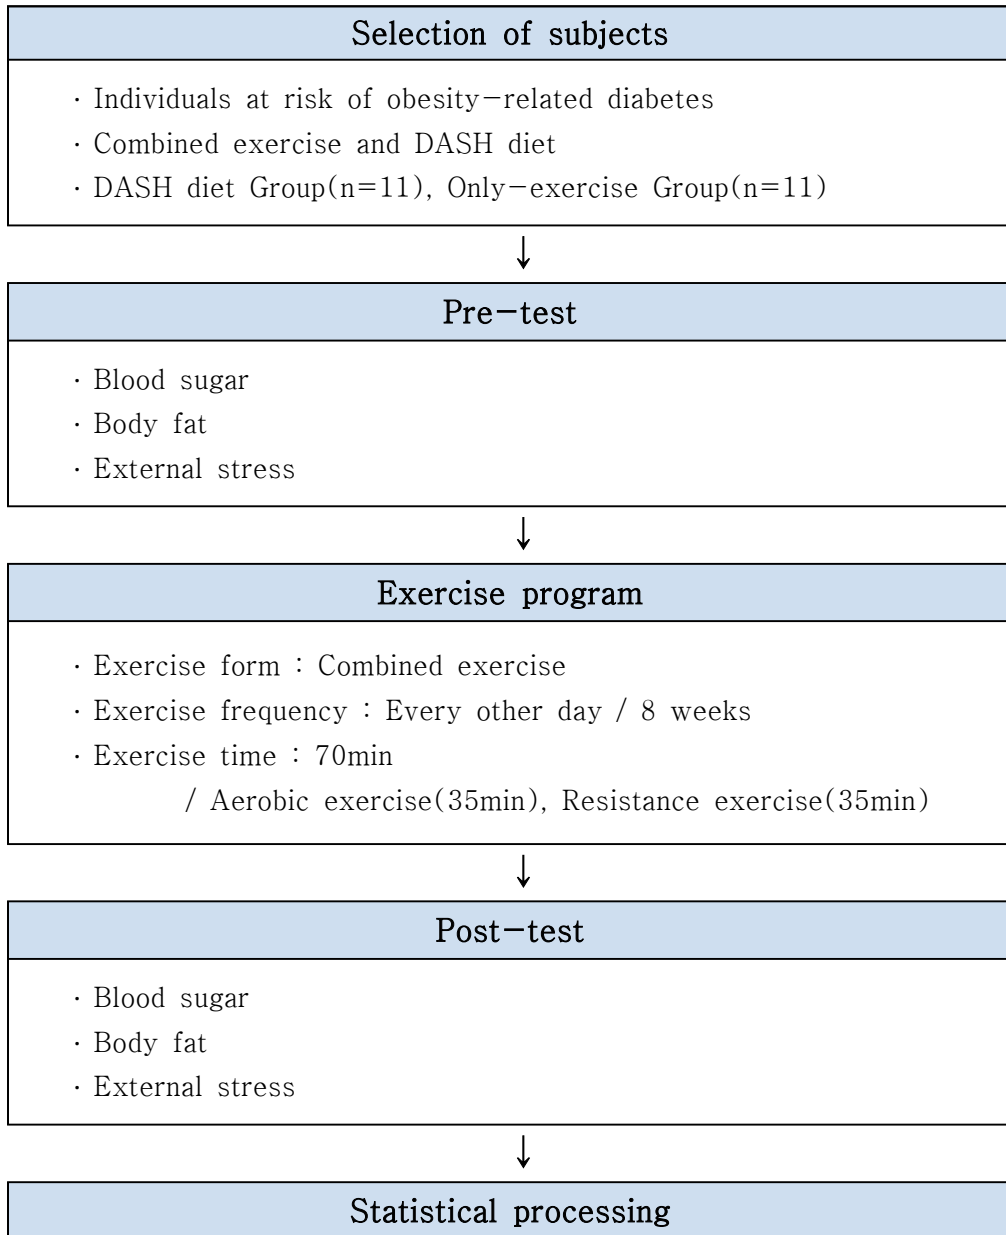 Selection of subjects
· Individuals at risk of obesity-related diabetes
· Combined exercise and DASH diet
· DASH diet Group(n=11), Only-exercise Group(n=11)
↓
Pre-test
· Blood sugar
· Body fat
· External stress
↓
Exercise program
· Exercise form : Combined exercise
· Exercise frequency : Every other day / 8 weeks
· Exercise time : 70min
/ Aerobic exercise(35min), Resistance exercise(35min)
↓
Post-test
· Blood sugar
· Body fat
· External stress
↓
Statistical processing